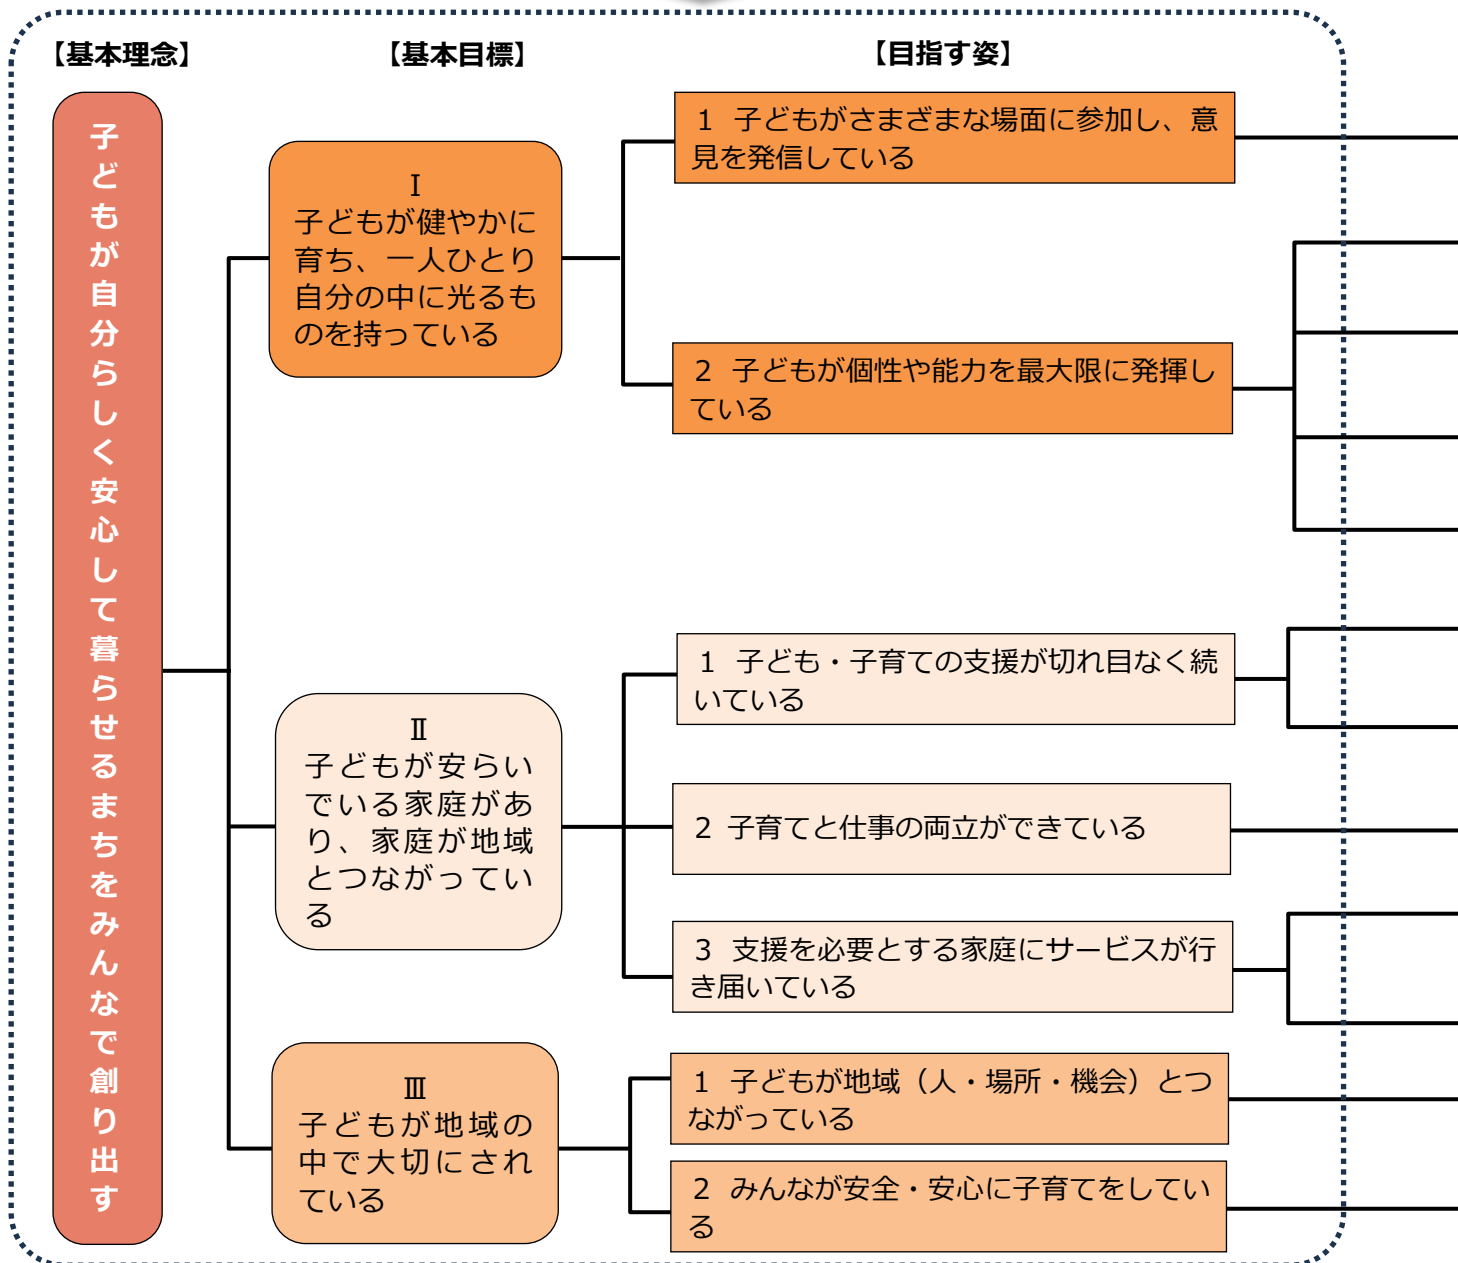 【基本理念】
【基本目標】
【目指す姿】
子どもが自分らしく安心して暮らせるまちをみんなで創り出す
Ⅰ
子どもが健やかに
育ち、一人ひとり
自分の中に光るも
のを持っている
1 子どもがさまざまな場面に参加し、意
見を発信している
2 子どもが個性や能力を最大限に発揮し
ている
Ⅱ
子どもが安らい
でいる家庭があ
り、家庭が地域
とつながってい
る
1 子ども・子育ての支援が切れ目なく続
いている
2 子育てと仕事の両立ができている
3 支援を必要とする家庭にサービスが行
き届いている
Ⅲ
子どもが地域の
中で大切にされ
ている
1 子どもが地域（人・場所・機会）とつ
ながっている
2 みんなが安全・安心に子育てをしてい
る